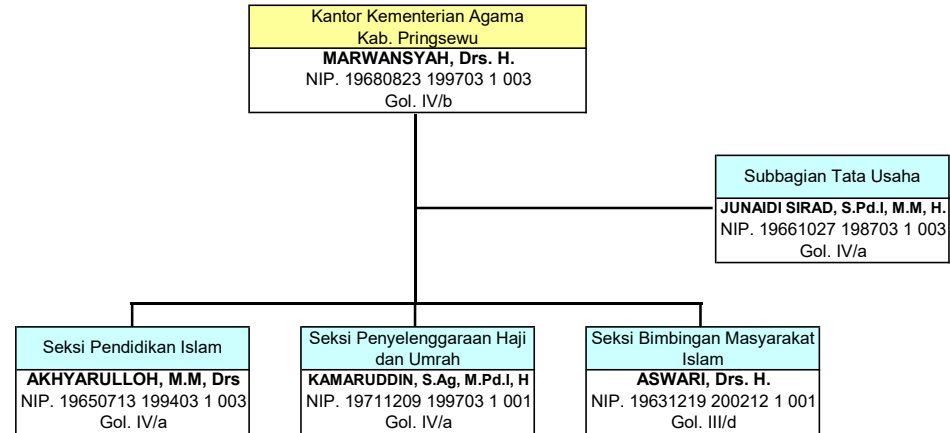 Kantor Kementerian Agama
Kab. Pringsewu
MARWANSYAH, Drs. H.
NIP. 19680823 199703 1 003
Gol. IV/b
Subbagian Tata Usaha
JUNAIDI SIRAD, S.Pd.I, M.M, H.
NIP. 19661027 198703 1 003
Gol. IV/a
Seksi Pendidikan Islam
AKHYARULLOH, M.M, Drs
NIP. 19650713 199403 1 003
Gol. IV/a
Seksi Penyelenggaraan Haji
dan Umrah
KAMARUDDIN, S.Ag, M.Pd.I, H
NIP. 19711209 199703 1 001
Gol. IV/a
Seksi Bimbingan Masyarakat
Islam
ASWARI, Drs. H.
NIP. 19631219 200212 1 001
Gol. III/d